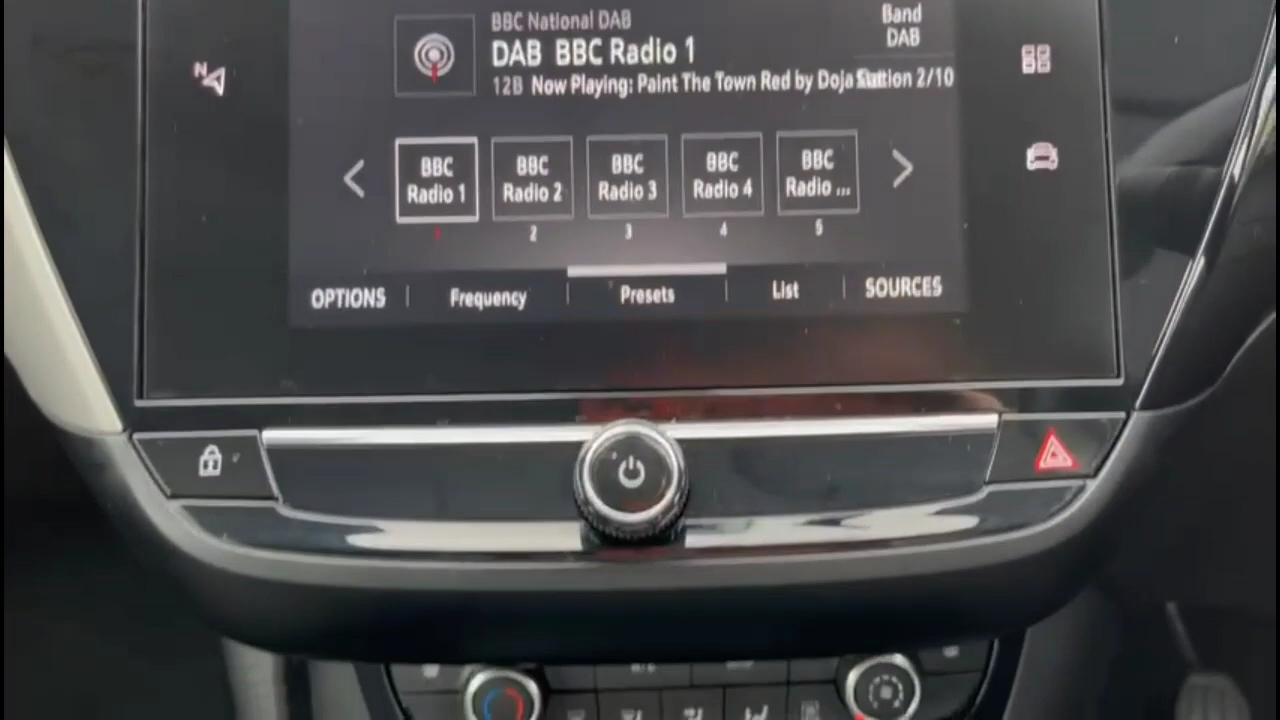 BBC National DAB
Band
DAB
DAB BBC Radio 1
12B Now Playing: Paint The Town Red by Doja
2/10
N
BBC
Radio 1
BBC
Radio 2
BBC
Radio 3
BBC
Radio 4
BBC
Radio ...
1 2 3 4 5
OPTIONS Frequency Presets List SOURCES